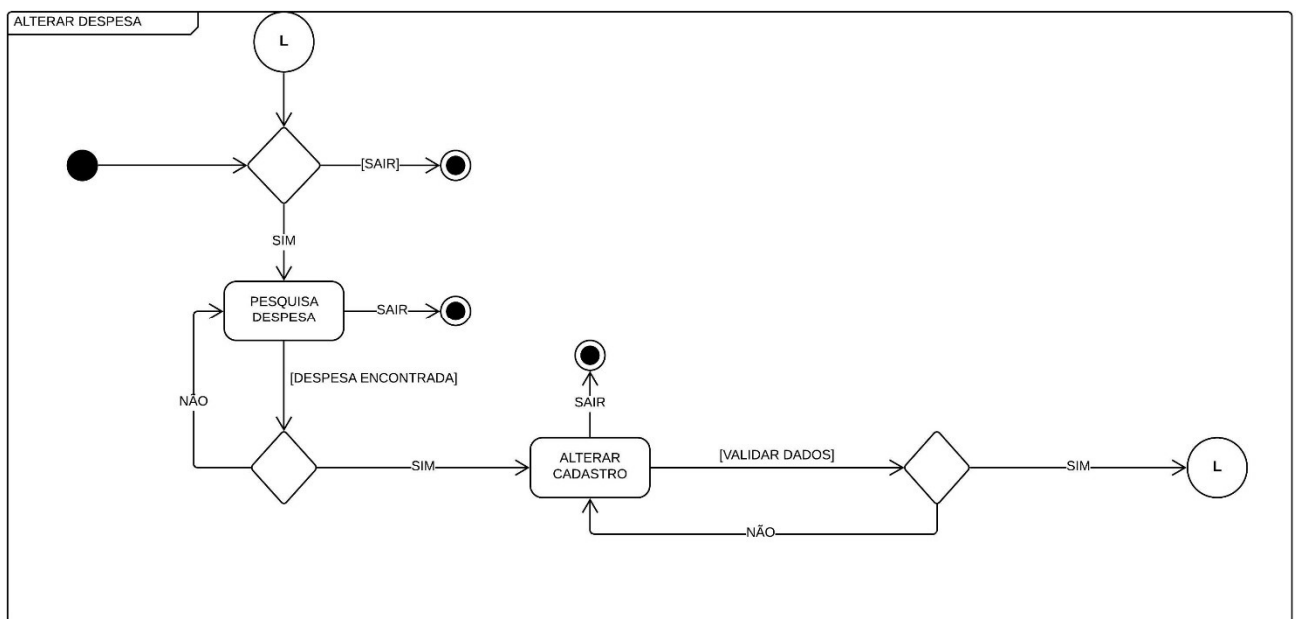 ALTERAR DESPESA
L
[SAIR]
SIM
PESQUISA
DESPESA
SAIR
[DESPESA ENCONTRADA]
NÃO
SAIR
SIM
ALTERAR
CADASTRO
[VALIDAR DADOS]
SIM
L
NÃO